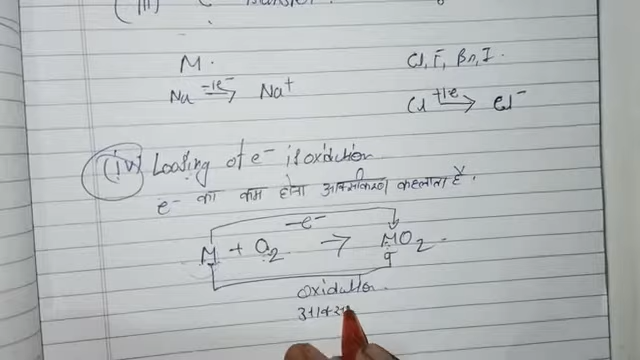 (iii)
M.
Cl, F, Br, I.
Na -1e⁻→ Na⁺
Cl +1e→ Cl⁻
(iv) Loosing of e⁻ is oxidation
e⁻ का कम होना आक्सीकरण कहलाता है.
-e⁻
M + O₂ → MO₂.
oxidation.